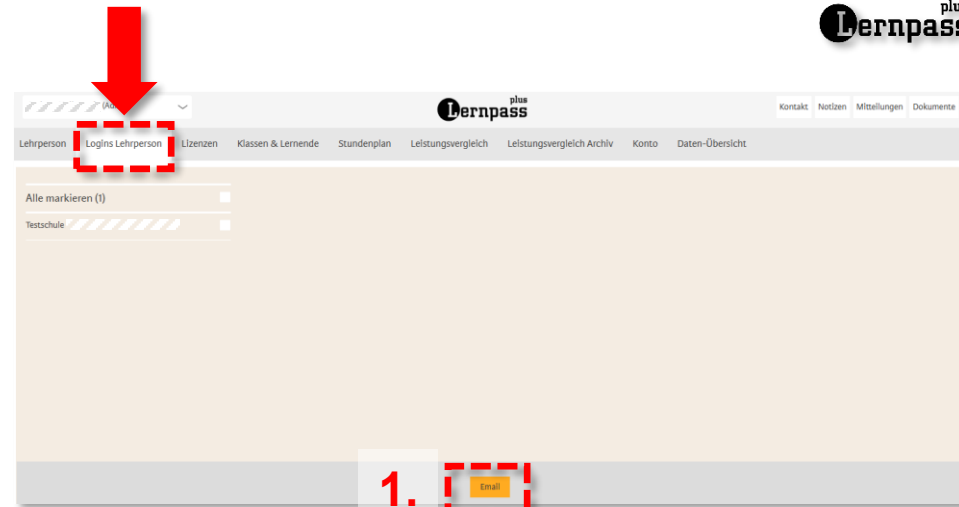 plus
Lernpass
plus
Lernpass
Kontakt Notizen Mitteilungen Dokumente
Lehrperson Logins Lehrperson Lizenzen Klassen & Lernende Stundenplan Leistungsvergleich Leistungsvergleich Archiv Konto Daten-Übersicht
Alle markieren (1)
Testschule
1.
Email